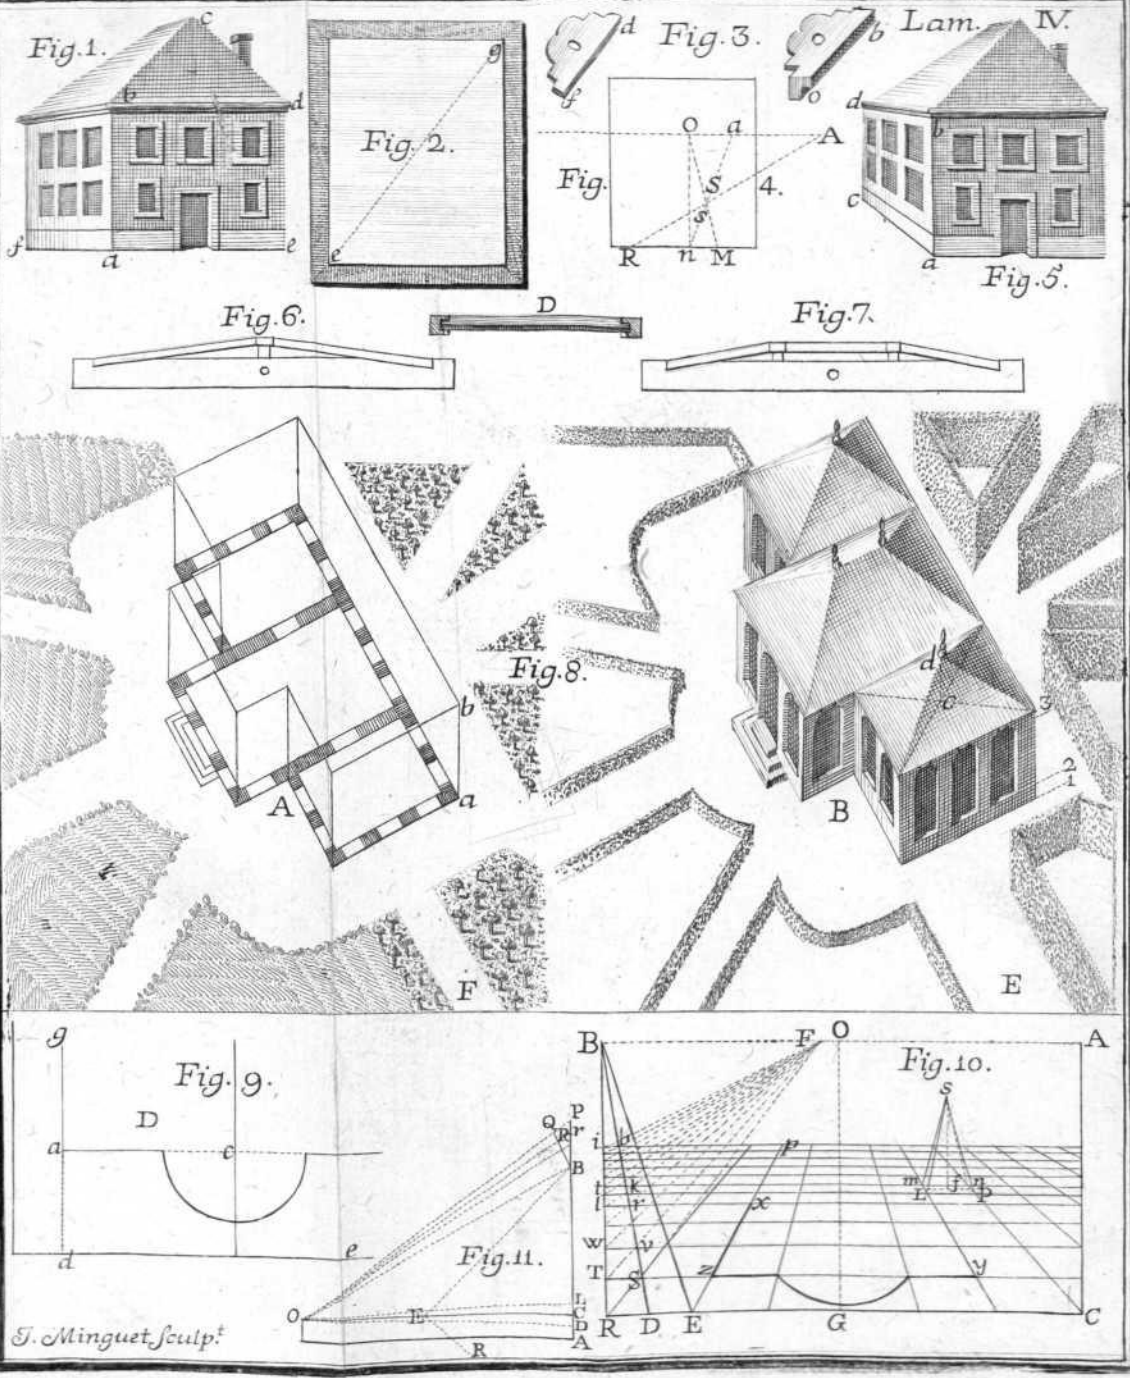 Fig. 1. c b d f a e
Fig. 2. g e
Fig. 3. d f b o
Lam. IV.
Fig. 4. O a A S s R n M
Fig. 5. d b c a
Fig. 6. o
D
Fig. 7. o
Fig. 8.
b
a
A
F
d
c
3
2
1
B
E
Fig. 9. g D a c d e
Fig. 10.
B F O A
s
i b p
t k m f n
l r L P
x
W v
T S z y
R D E G C
Fig. 11.
Q P
R r
B
O E L
C
D
A
R
J. Minguet Sculp.t